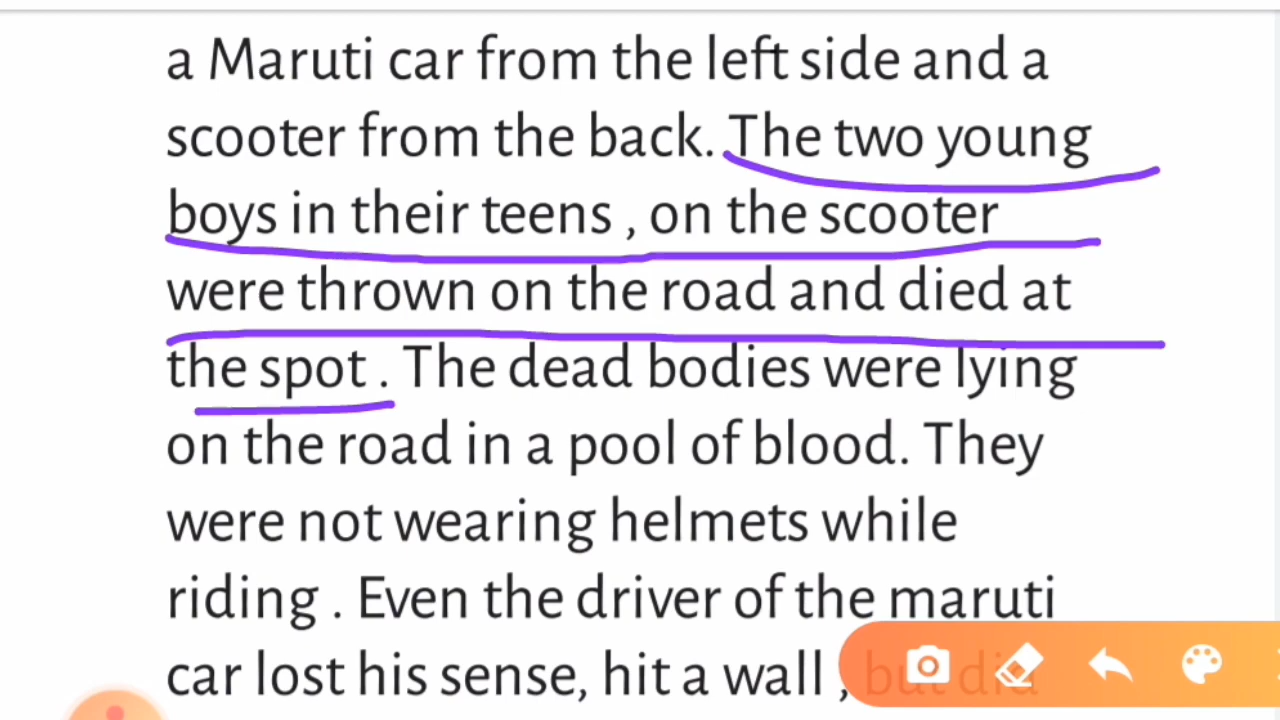 a Maruti car from the left side and a
scooter from the back. The two young
boys in their teens , on the scooter
were thrown on the road and died at
the spot . The dead bodies were lying
on the road in a pool of blood. They
were not wearing helmets while
riding . Even the driver of the maruti
car lost his sense, hit a wall , but did